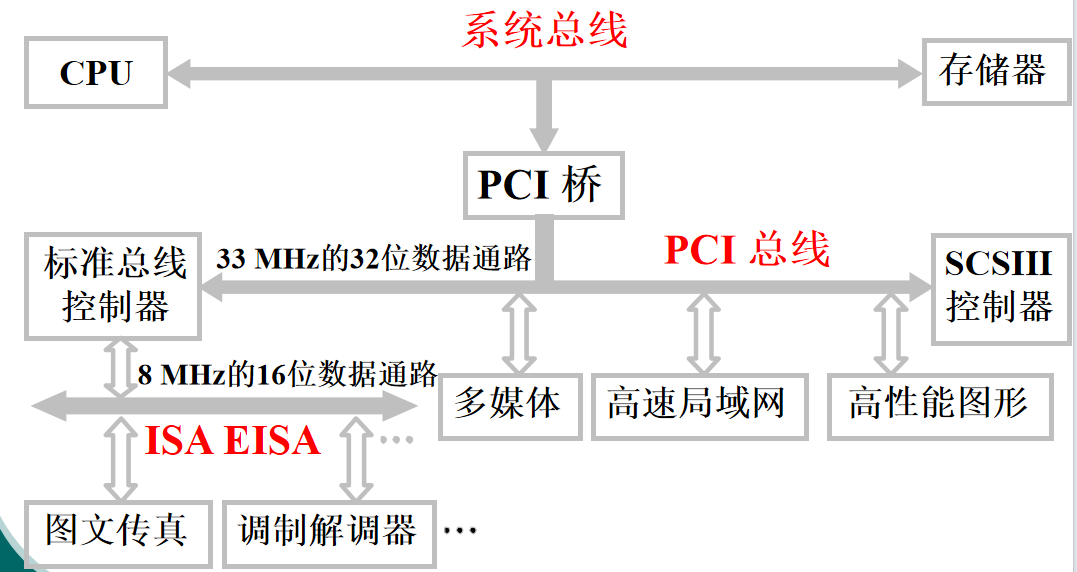 系统总线
CPU
存储器
PCI 桥
33 MHz的32位数据通路
PCI 总线
标准总线
控制器
SCSIII
控制器
8 MHz的16位数据通路
多媒体
高速局域网
高性能图形
ISA EISA
…
图文传真
调制解调器
…